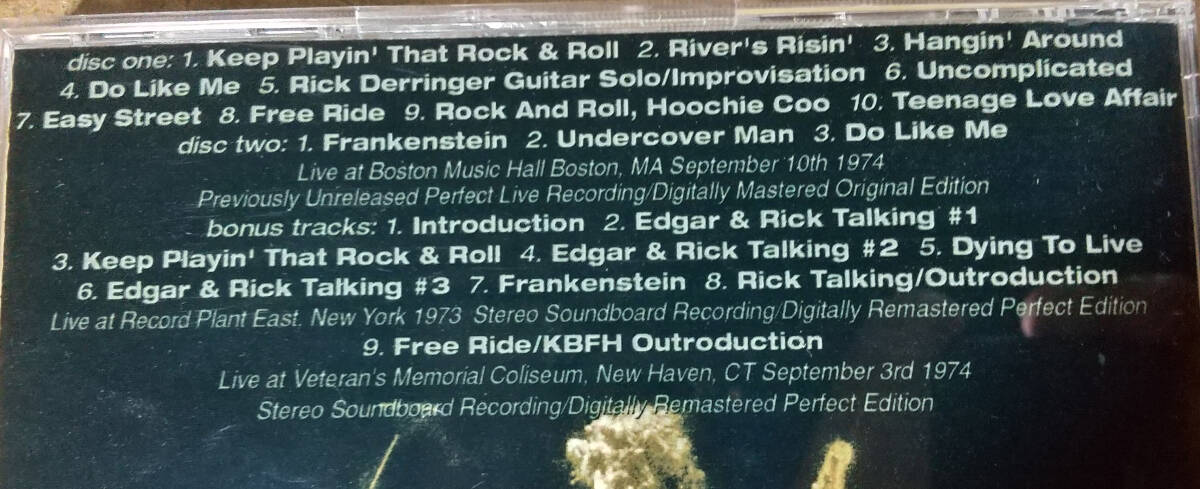 disc one: 1. Keep Playin' That Rock & Roll 2. River's Risin' 3. Hangin' Around
4. Do Like Me 5. Rick Derringer Guitar Solo/Improvisation 6. Uncomplicated
7. Easy Street 8. Free Ride 9. Rock And Roll, Hoochie Coo 10. Teenage Love Affair
disc two: 1. Frankenstein 2. Undercover Man 3. Do Like Me
Live at Boston Music Hall Boston, MA September 10th 1974
Previously Unreleased Perfect Live Recording/Digitally Mastered Original Edition
bonus tracks: 1. Introduction 2. Edgar & Rick Talking #1
3. Keep Playin' That Rock & Roll 4. Edgar & Rick Talking #2 5. Dying To Live
6. Edgar & Rick Talking #3 7. Frankenstein 8. Rick Talking/Outroduction
Live at Record Plant East. New York 1973 Stereo Soundboard Recording/Digitally Remastered Perfect Edition
9. Free Ride/KBFH Outroduction
Live at Veteran's Memorial Coliseum, New Haven, CT September 3rd 1974
Stereo Soundboard Recording/Digitally Remastered Perfect Edition